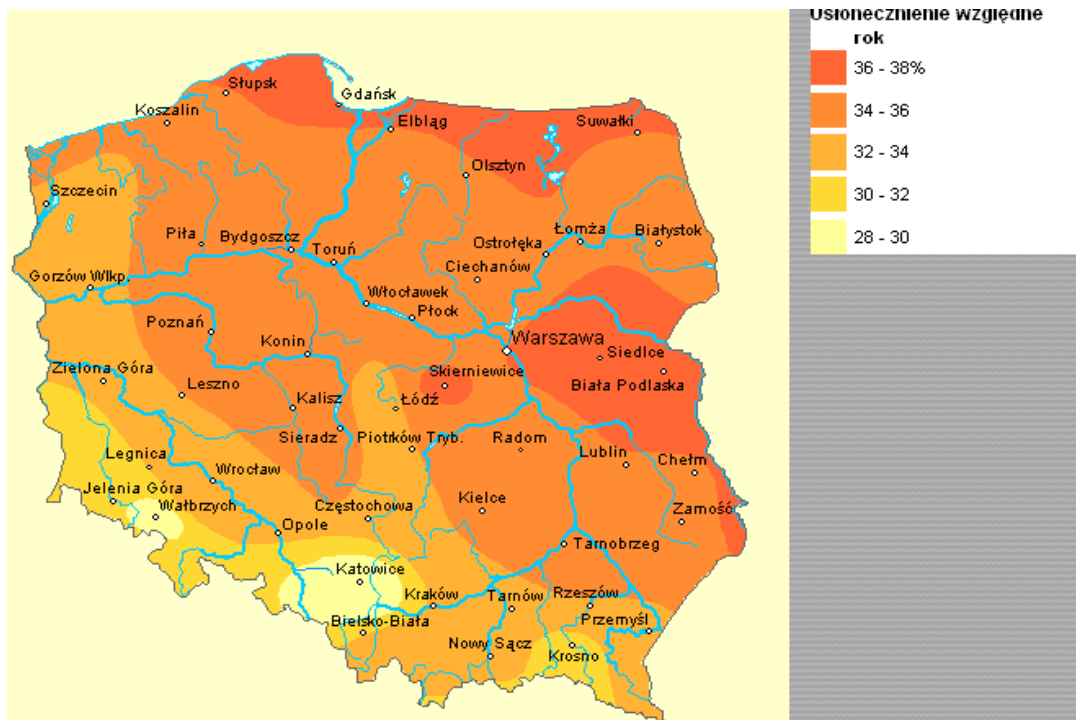 Usłonecznienie względne
rok
36 - 38%
34 - 36
32 - 34
30 - 32
28 - 30
Słupsk
Gdańsk
Koszalin
Elbląg
Suwałki
Olsztyn
Szczecin
Piła
Bydgoszcz
Toruń
Ostrołęka
Łomża
Białystok
Ciechanów
Gorzów Wlkp.
Włocławek
Płock
Poznań
Konin
Warszawa
Siedlce
Zielona Góra
Leszno
Skierniewice
Biała Podlaska
Kalisz
Łódź
Sieradz
Piotrków Tryb.
Radom
Lublin
Chełm
Legnica
Wrocław
Jelenia Góra
Wałbrzych
Częstochowa
Kielce
Zamość
Opole
Tarnobrzeg
Katowice
Kraków
Tarnów
Rzeszów
Bielsko-Biała
Przemyśl
Nowy Sącz
Krosno